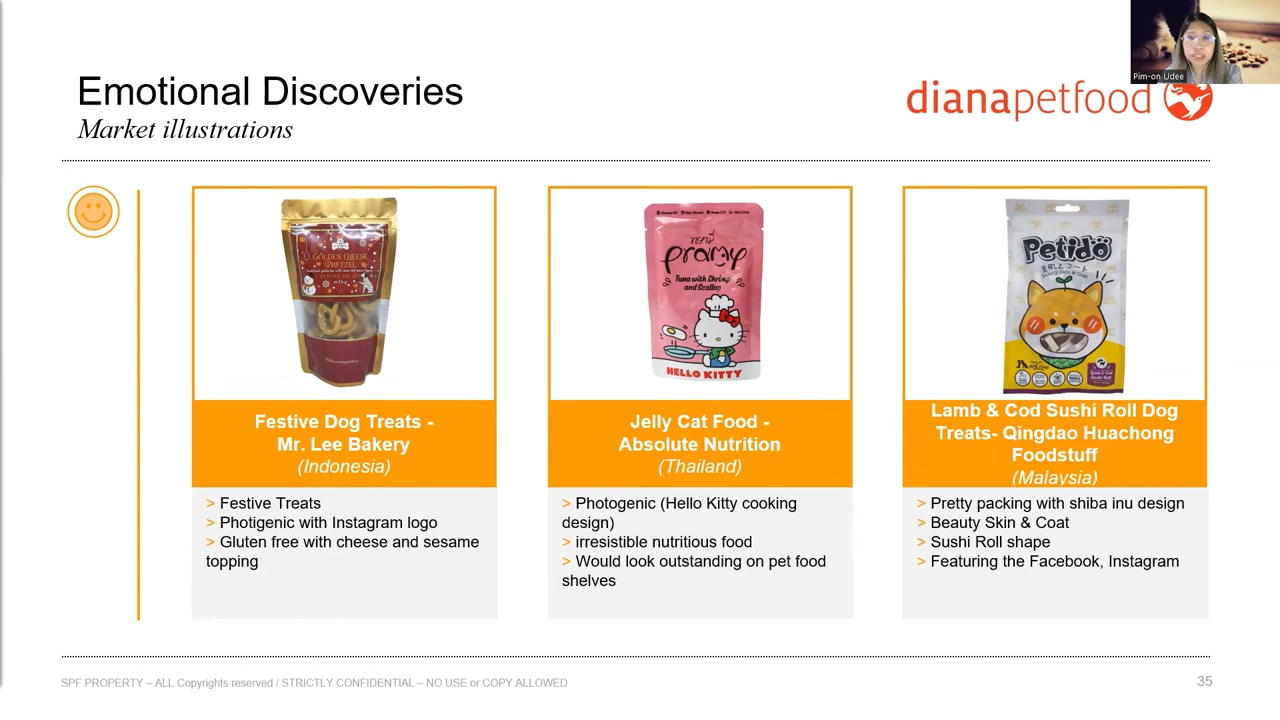 Pim-on Udee
Emotional Discoveries
Market illustrations
dianapetfood
GOLDEN CHEESE
PRETZEL
pramy
Tuna with Shrimp
and Scallop
HELLO KITTY
Petido
Festive Dog Treats -
Mr. Lee Bakery
(Indonesia)
Jelly Cat Food -
Absolute Nutrition
(Thailand)
Lamb & Cod Sushi Roll Dog
Treats- Qingdao Huachong
Foodstuff
(Malaysia)
> Festive Treats
> Photigenic with Instagram logo
> Gluten free with cheese and sesame
topping
> Photogenic (Hello Kitty cooking
design)
> irresistible nutritious food
> Would look outstanding on pet food
shelves
> Pretty packing with shiba inu design
> Beauty Skin & Coat
> Sushi Roll shape
> Featuring the Facebook, Instagram
SPF PROPERTY – ALL Copyrights reserved / STRICTLY CONFIDENTIAL – NO USE or COPY ALLOWED
35